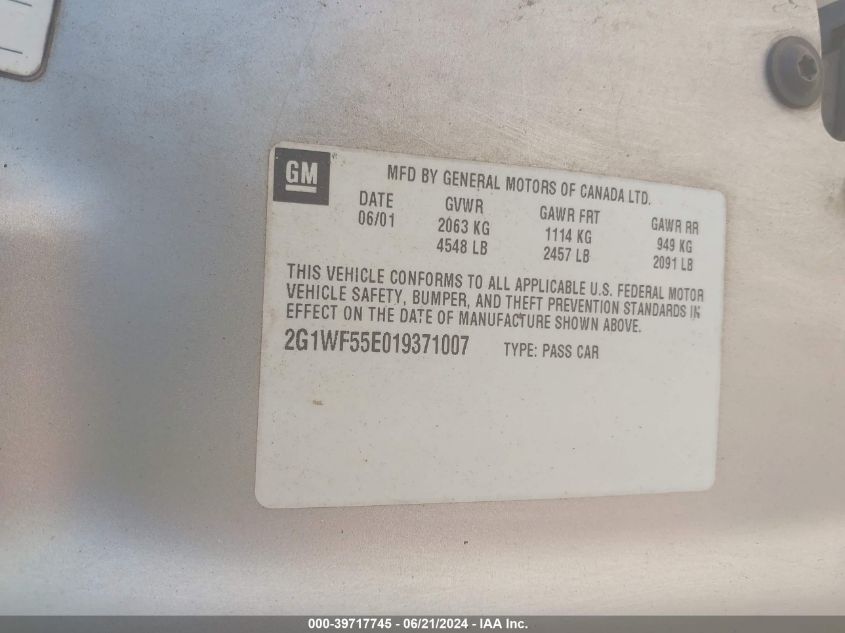 GM
MFD BY GENERAL MOTORS OF CANADA LTD.
DATE GVWR GAWR FRT GAWR RR
06/01 2063 KG 1114 KG 949 KG
4548 LB 2457 LB 2091 LB
THIS VEHICLE CONFORMS TO ALL APPLICABLE U.S. FEDERAL MOTOR
VEHICLE SAFETY, BUMPER, AND THEFT PREVENTION STANDARDS IN
EFFECT ON THE DATE OF MANUFACTURE SHOWN ABOVE.
2G1WF55E019371007 TYPE: PASS CAR
000-39717745 - 06/21/2024 - IAA Inc.